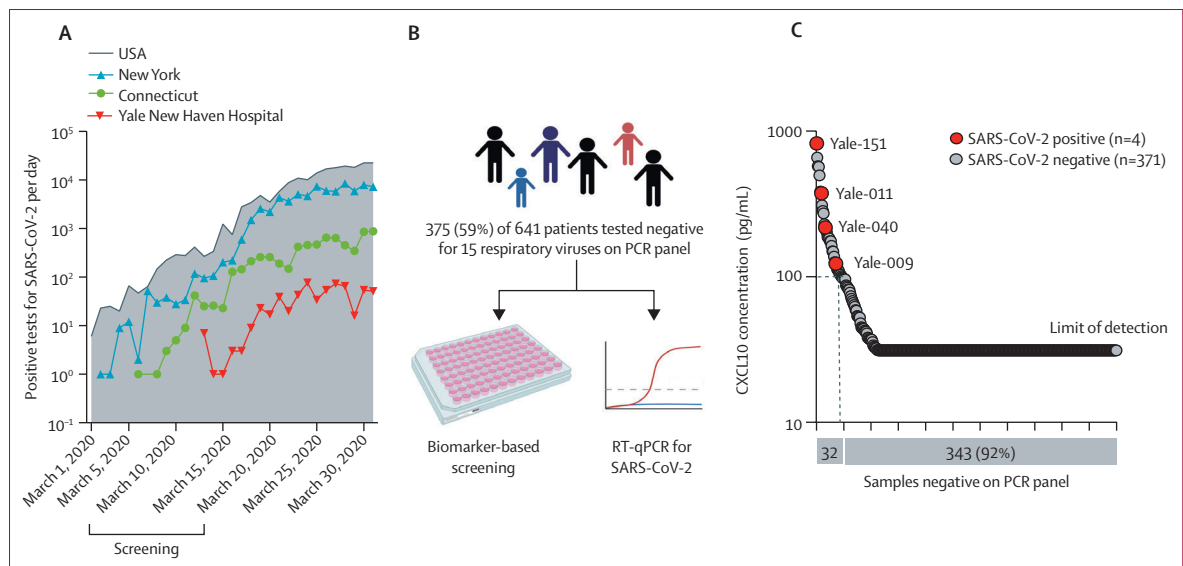 A
USA
New York
Connecticut
Yale New Haven Hospital
Positive tests for SARS-CoV-2 per day
10⁵
10⁴
10³
10²
10¹
10⁰
10⁻¹
March 1, 2020
March 5, 2020
March 10, 2020
March 15, 2020
March 20, 2020
March 25, 2020
March 30, 2020
Screening
B
375 (59%) of 641 patients tested negative
for 15 respiratory viruses on PCR panel
Biomarker-based
screening
RT-qPCR for
SARS-CoV-2
C
CXCL10 concentration (pg/mL)
1000
100
10
SARS-CoV-2 positive (n=4)
SARS-CoV-2 negative (n=371)
Yale-151
Yale-011
Yale-040
Yale-009
Limit of detection
32
343 (92%)
Samples negative on PCR panel